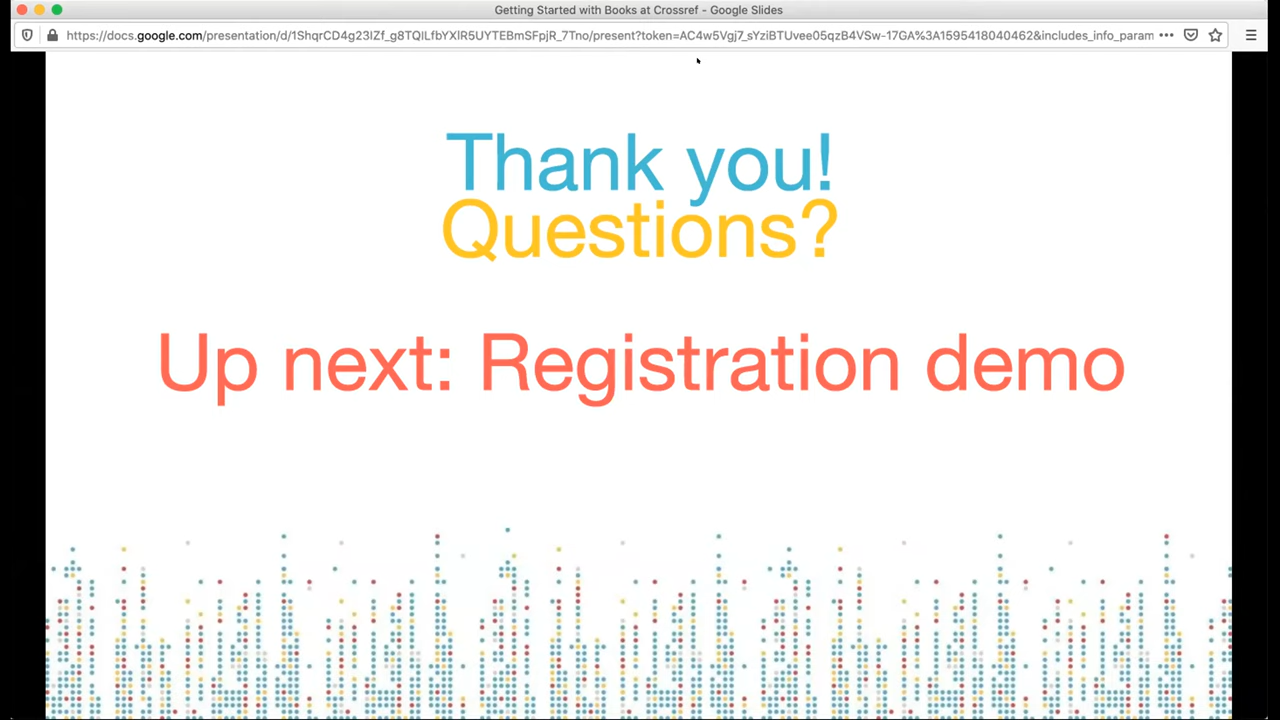 Getting Started with Books at Crossref - Google Slides
https://docs.google.com/presentation/d/1ShqrCD4g23lZf_g8TQlLfbYXlR5UYTEBmSFpjR_7Tno/present?token=AC4w5Vgj7_sYziBTUvee05qzB4VSw-17GA%3A1595418040462&includes_info_param
Thank you!
Questions?
Up next: Registration demo